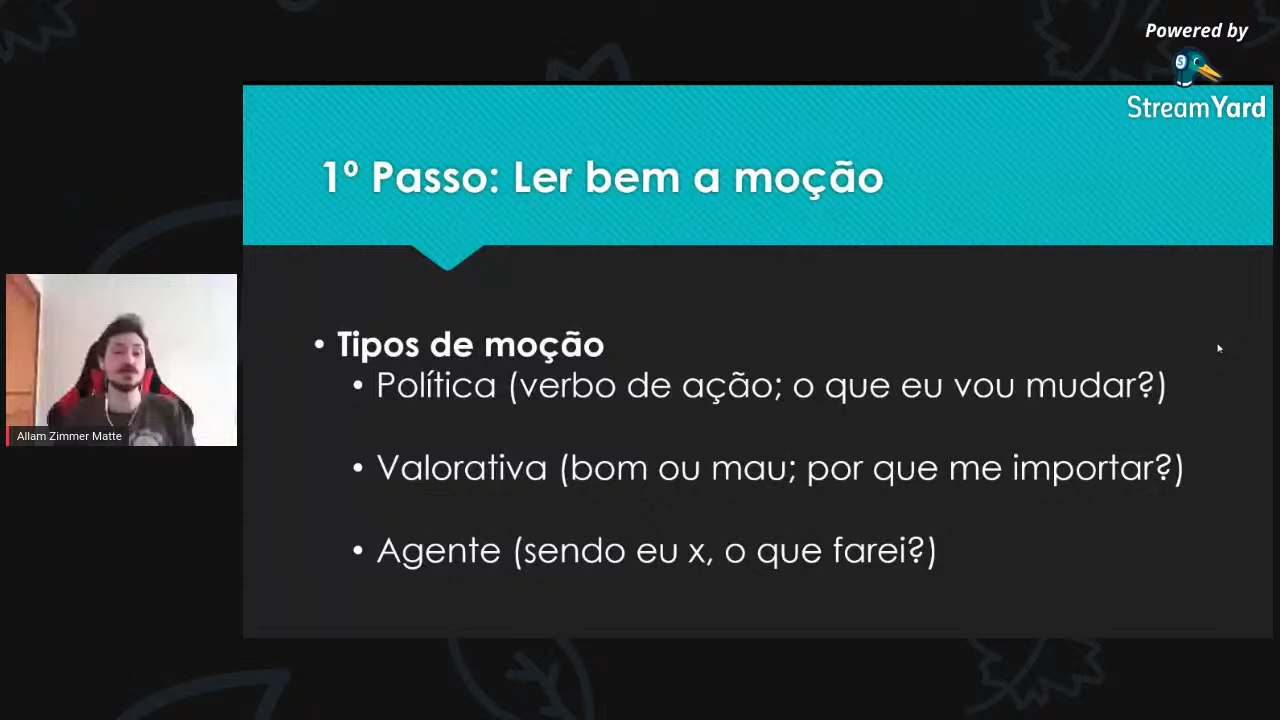 Powered by
StreamYard
1º Passo: Ler bem a moção
• Tipos de moção
• Política (verbo de ação; o que eu vou mudar?)
• Valorativa (bom ou mau; por que me importar?)
• Agente (sendo eu x, o que farei?)
Allam Zimmer Matte